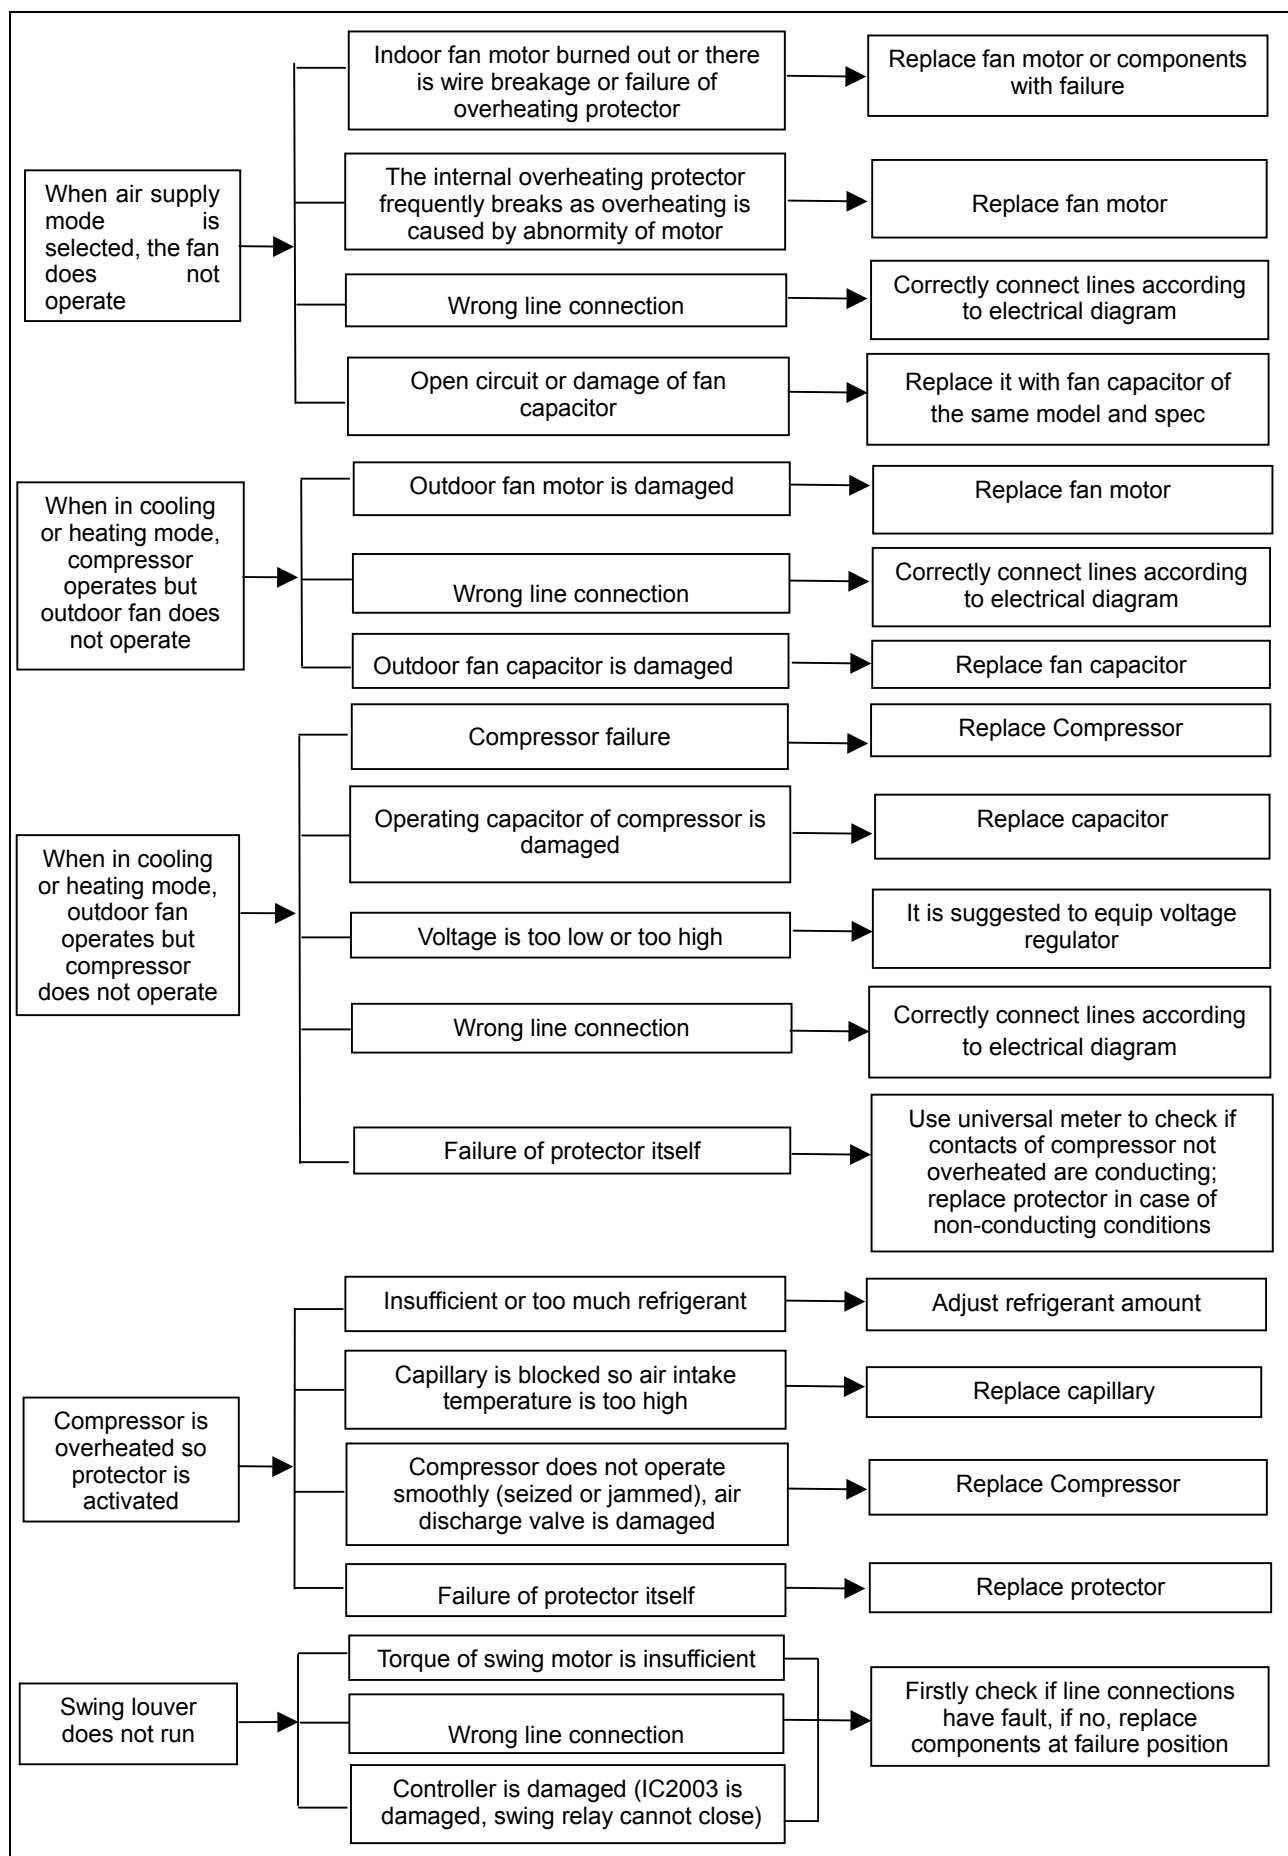 Indoor fan motor burned out or there
is wire breakage or failure of
overheating protector
Replace fan motor or components
with failure
When air supply
mode is
selected, the fan
does not
operate
The internal overheating protector
frequently breaks as overheating is
caused by abnormity of motor
Replace fan motor
Wrong line connection
Correctly connect lines according
to electrical diagram
Open circuit or damage of fan
capacitor
Replace it with fan capacitor of
the same model and spec
When in cooling
or heating mode,
compressor
operates but
outdoor fan does
not operate
Outdoor fan motor is damaged
Replace fan motor
Wrong line connection
Correctly connect lines according
to electrical diagram
Outdoor fan capacitor is damaged
Replace fan capacitor
When in cooling
or heating mode,
outdoor fan
operates but
compressor
does not operate
Compressor failure
Replace Compressor
Operating capacitor of compressor is
damaged
Replace capacitor
Voltage is too low or too high
It is suggested to equip voltage
regulator
Wrong line connection
Correctly connect lines according
to electrical diagram
Failure of protector itself
Use universal meter to check if
contacts of compressor not
overheated are conducting;
replace protector in case of
non-conducting conditions
Compressor is
overheated so
protector is
activated
Insufficient or too much refrigerant
Adjust refrigerant amount
Capillary is blocked so air intake
temperature is too high
Replace capillary
Compressor does not operate
smoothly (seized or jammed), air
discharge valve is damaged
Replace Compressor
Failure of protector itself
Replace protector
Swing louver
does not run
Torque of swing motor is insufficient
Wrong line connection
Controller is damaged (IC2003 is
damaged, swing relay cannot close)
Firstly check if line connections
have fault, if no, replace
components at failure position